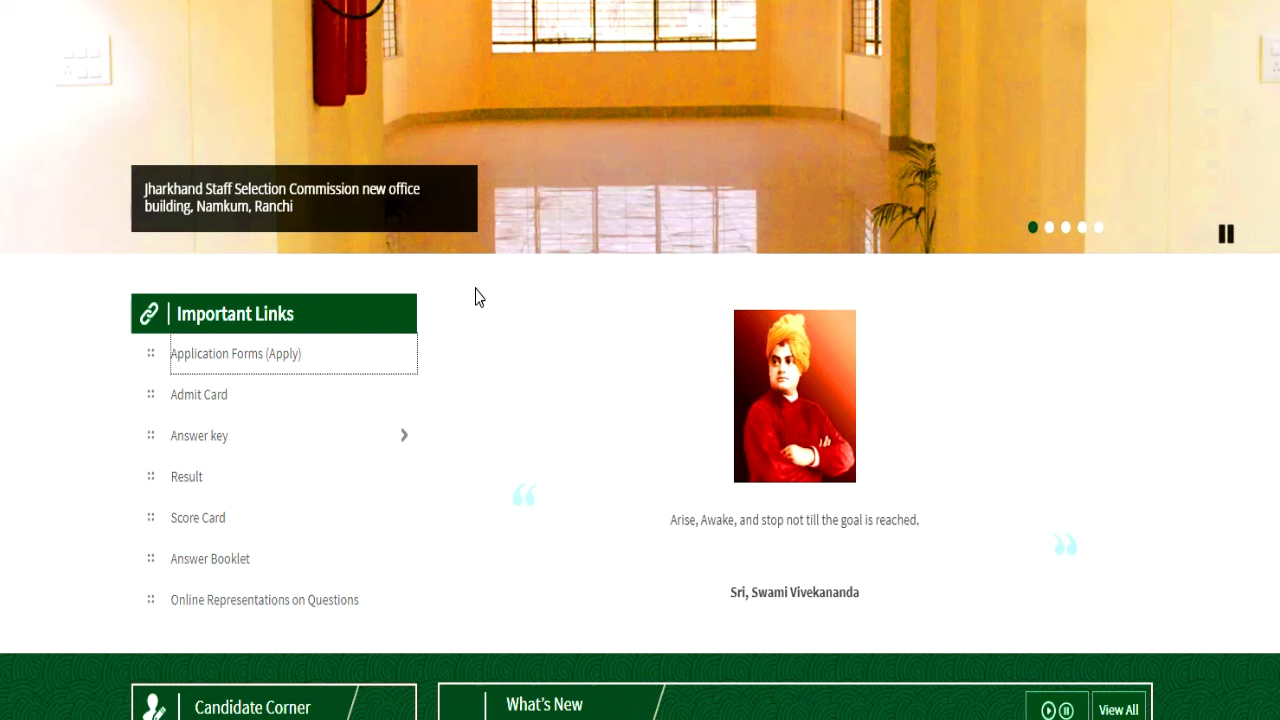 Jharkhand Staff Selection Commission new office
building, Namkum, Ranchi
Important Links
Application Forms (Apply)
Admit Card
Answer key
Result
Score Card
Answer Booklet
Online Representations on Questions
“
Arise, Awake, and stop not till the goal is reached.
”
Sri, Swami Vivekananda
Candidate Corner
What’s New
View All